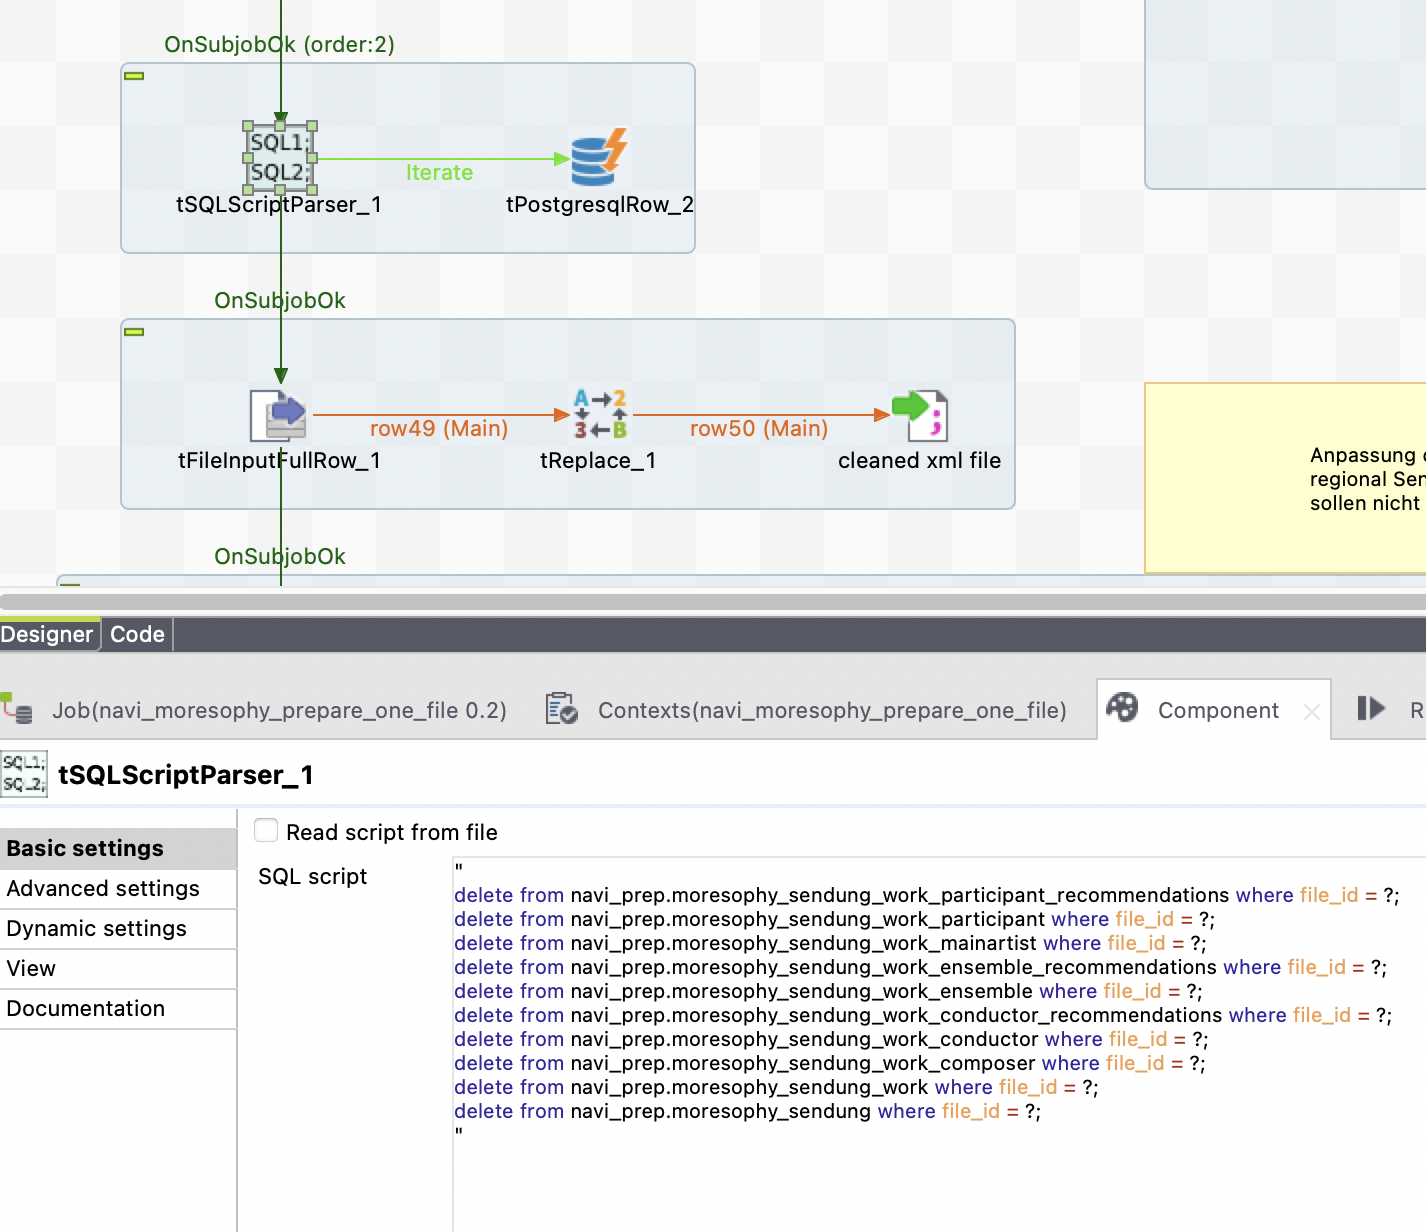 OnSubjobOk (order:2)
SQL1;
SQL2;
Iterate
tSQLScriptParser_1
tPostgresqlRow_2
OnSubjobOk
A 2
3 B
row49 (Main)
row50 (Main)
tFileInputFullRow_1
tReplace_1
cleaned xml file
Anpassung
regional
sollen nicht
OnSubjobOk
Designer
Code
Job(navi_moresophy_prepare_one_file 0.2)
Contexts(navi_moresophy_prepare_one_file)
Component
R
SQL1;
SQL2;
tSQLScriptParser_1
Basic settings
Advanced settings
Dynamic settings
View
Documentation
Read script from file
SQL script
"
delete from navi_prep.moresophy_sendung_work_participant_recommendations where file_id = ?;
delete from navi_prep.moresophy_sendung_work_participant where file_id = ?;
delete from navi_prep.moresophy_sendung_work_mainartist where file_id = ?;
delete from navi_prep.moresophy_sendung_work_ensemble_recommendations where file_id = ?;
delete from navi_prep.moresophy_sendung_work_ensemble where file_id = ?;
delete from navi_prep.moresophy_sendung_work_conductor_recommendations where file_id = ?;
delete from navi_prep.moresophy_sendung_work_conductor where file_id = ?;
delete from navi_prep.moresophy_sendung_work_composer where file_id = ?;
delete from navi_prep.moresophy_sendung_work where file_id = ?;
delete from navi_prep.moresophy_sendung where file_id = ?;
"